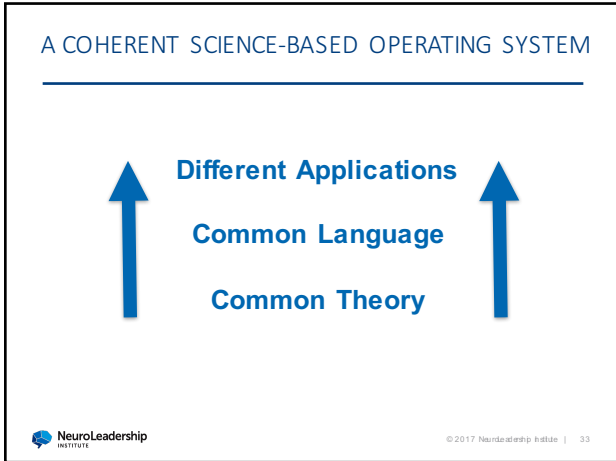 A COHERENT SCIENCE-BASED OPERATING SYSTEM
Different Applications
Common Language
Common Theory
NeuroLeadership
INSTITUTE
© 2017 NeuroLeadership Institute | 33